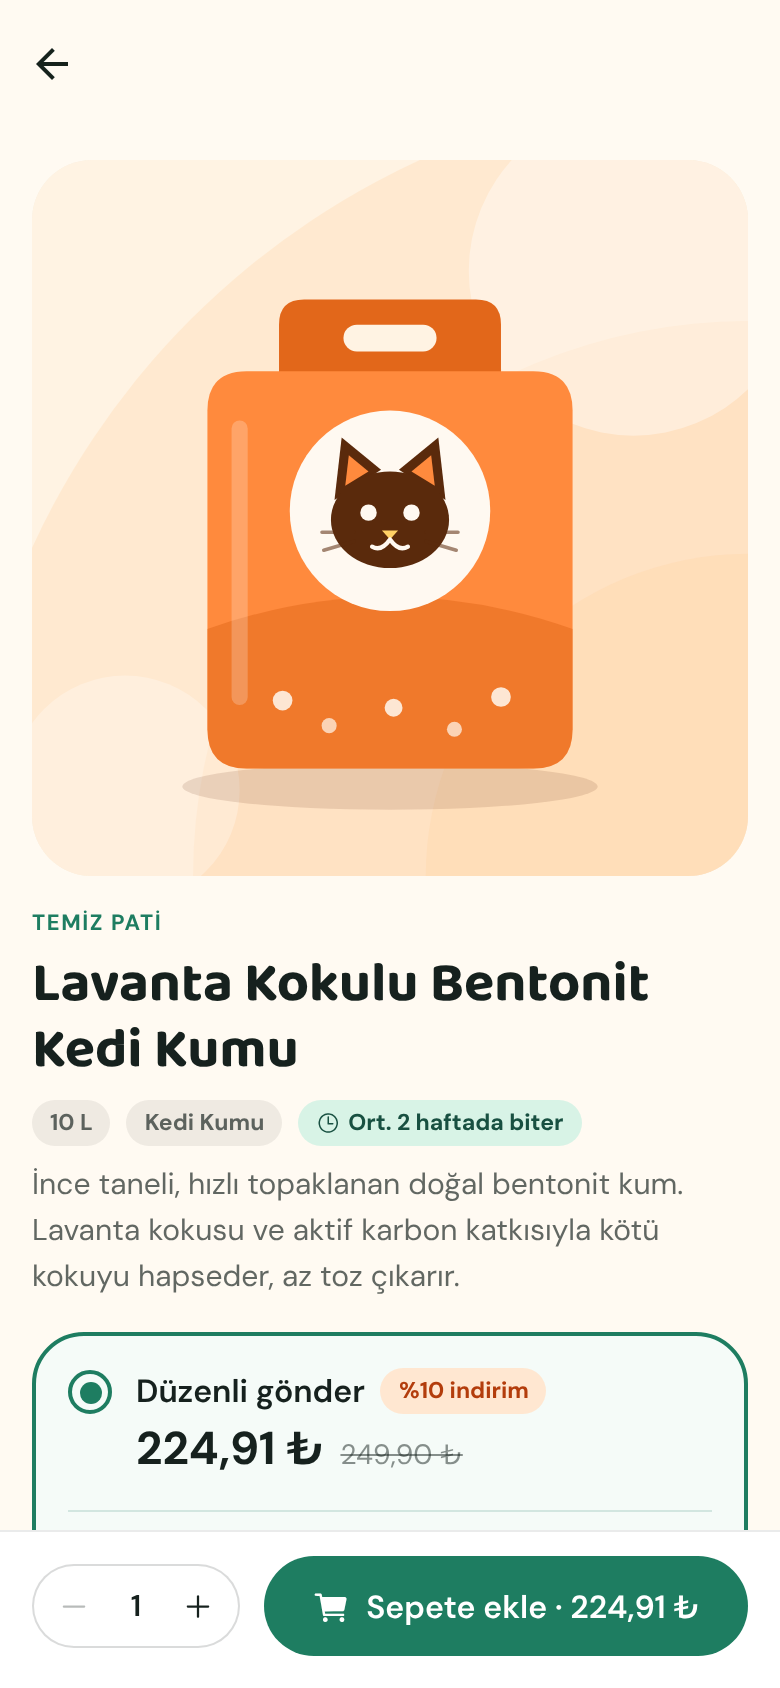 TEMİZ PATİ
Lavanta Kokulu Bentonit
Kedi Kumu
10 L
Kedi Kumu
Ort. 2 haftada biter
İnce taneli, hızlı topaklanan doğal bentonit kum.
Lavanta kokusu ve aktif karbon katkısıyla kötü
kokuyu hapseder, az toz çıkarır.
Düzenli gönder
%10 indirim
224,91 ₺ 249,90 ₺
1
Sepete ekle · 224,91 ₺